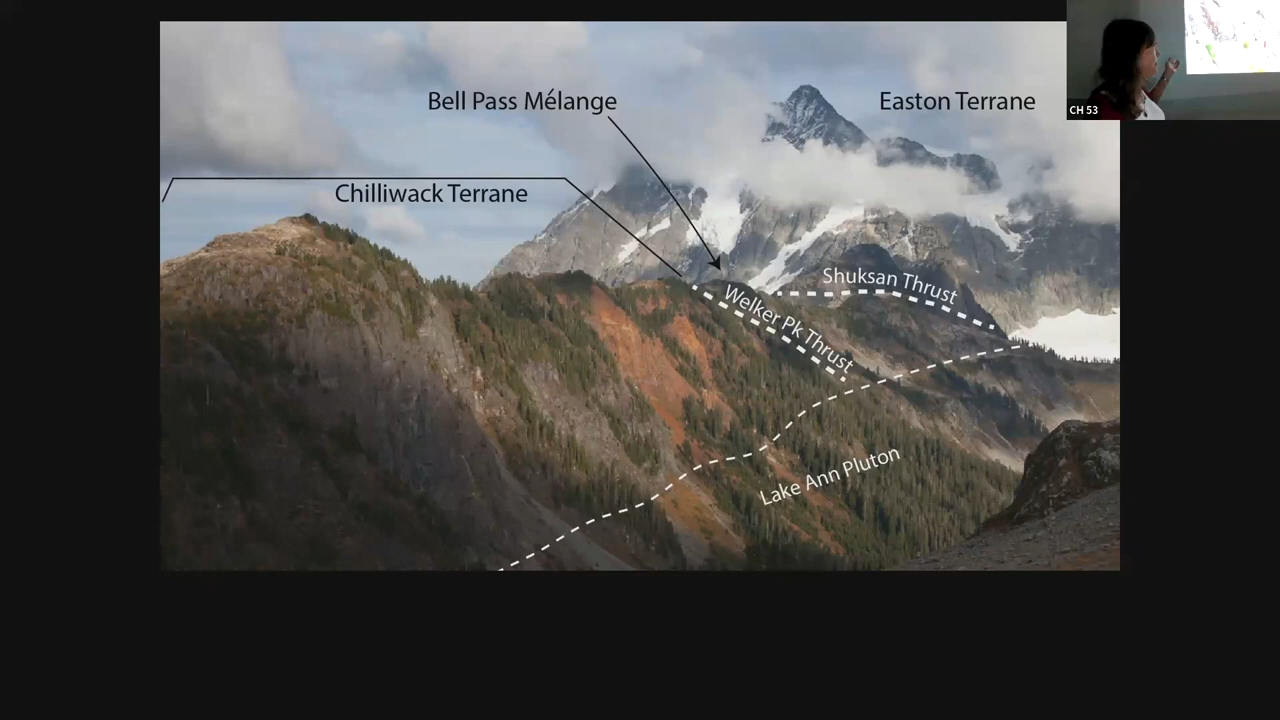 Bell Pass Mélange
Easton Terrane
CH 53
Chilliwack Terrane
Shuksan Thrust
Welker Pk Thrust
Lake Ann Pluton